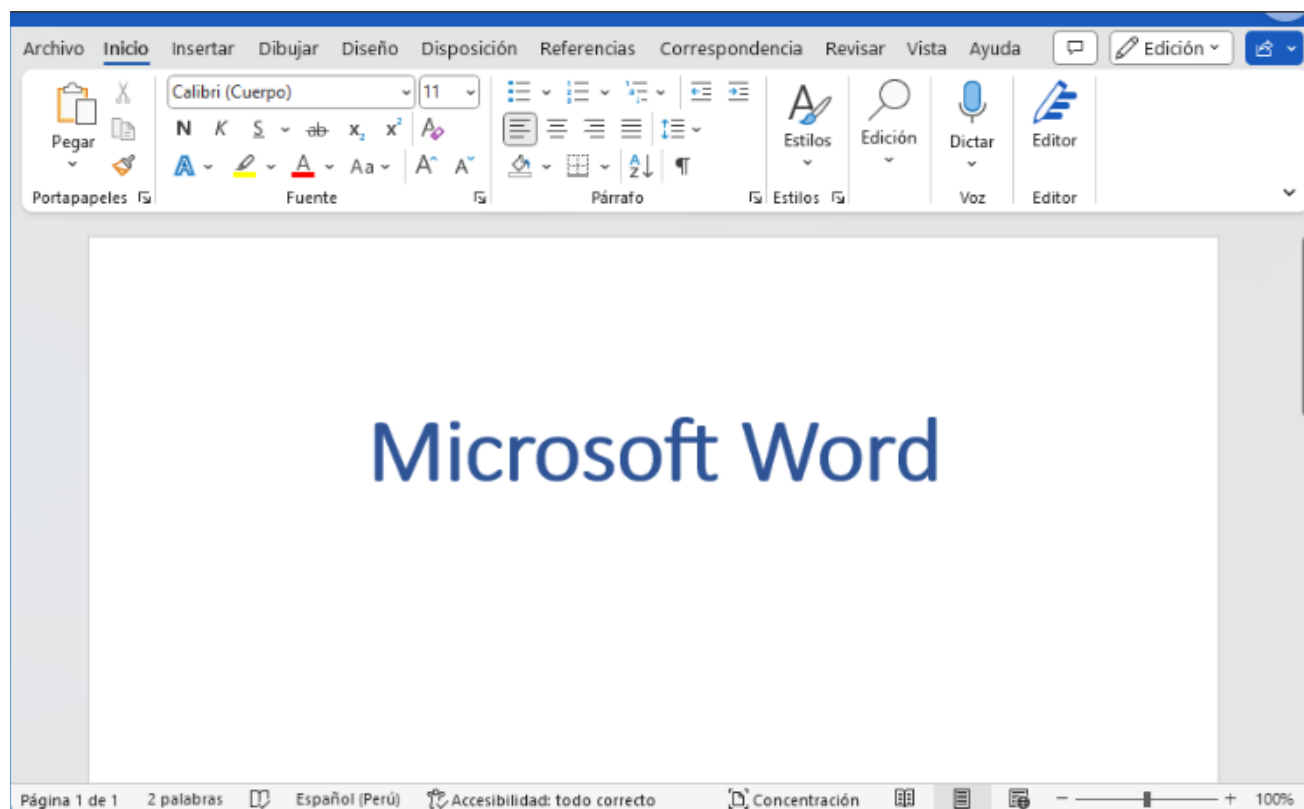 Archivo Inicio Insertar Dibujar Diseño Disposición Referencias Correspondencia Revisar Vista Ayuda Edición
Calibri (Cuerpo) 11
N K S ab x₂ x² A
Pegar Estilos Edición Dictar Editor
A A Aa A A A Z ¶
Portapapeles Fuente Párrafo Estilos Voz Editor
Microsoft Word
Página 1 de 1 2 palabras Español (Perú) Accesibilidad: todo correcto Concentración 100%